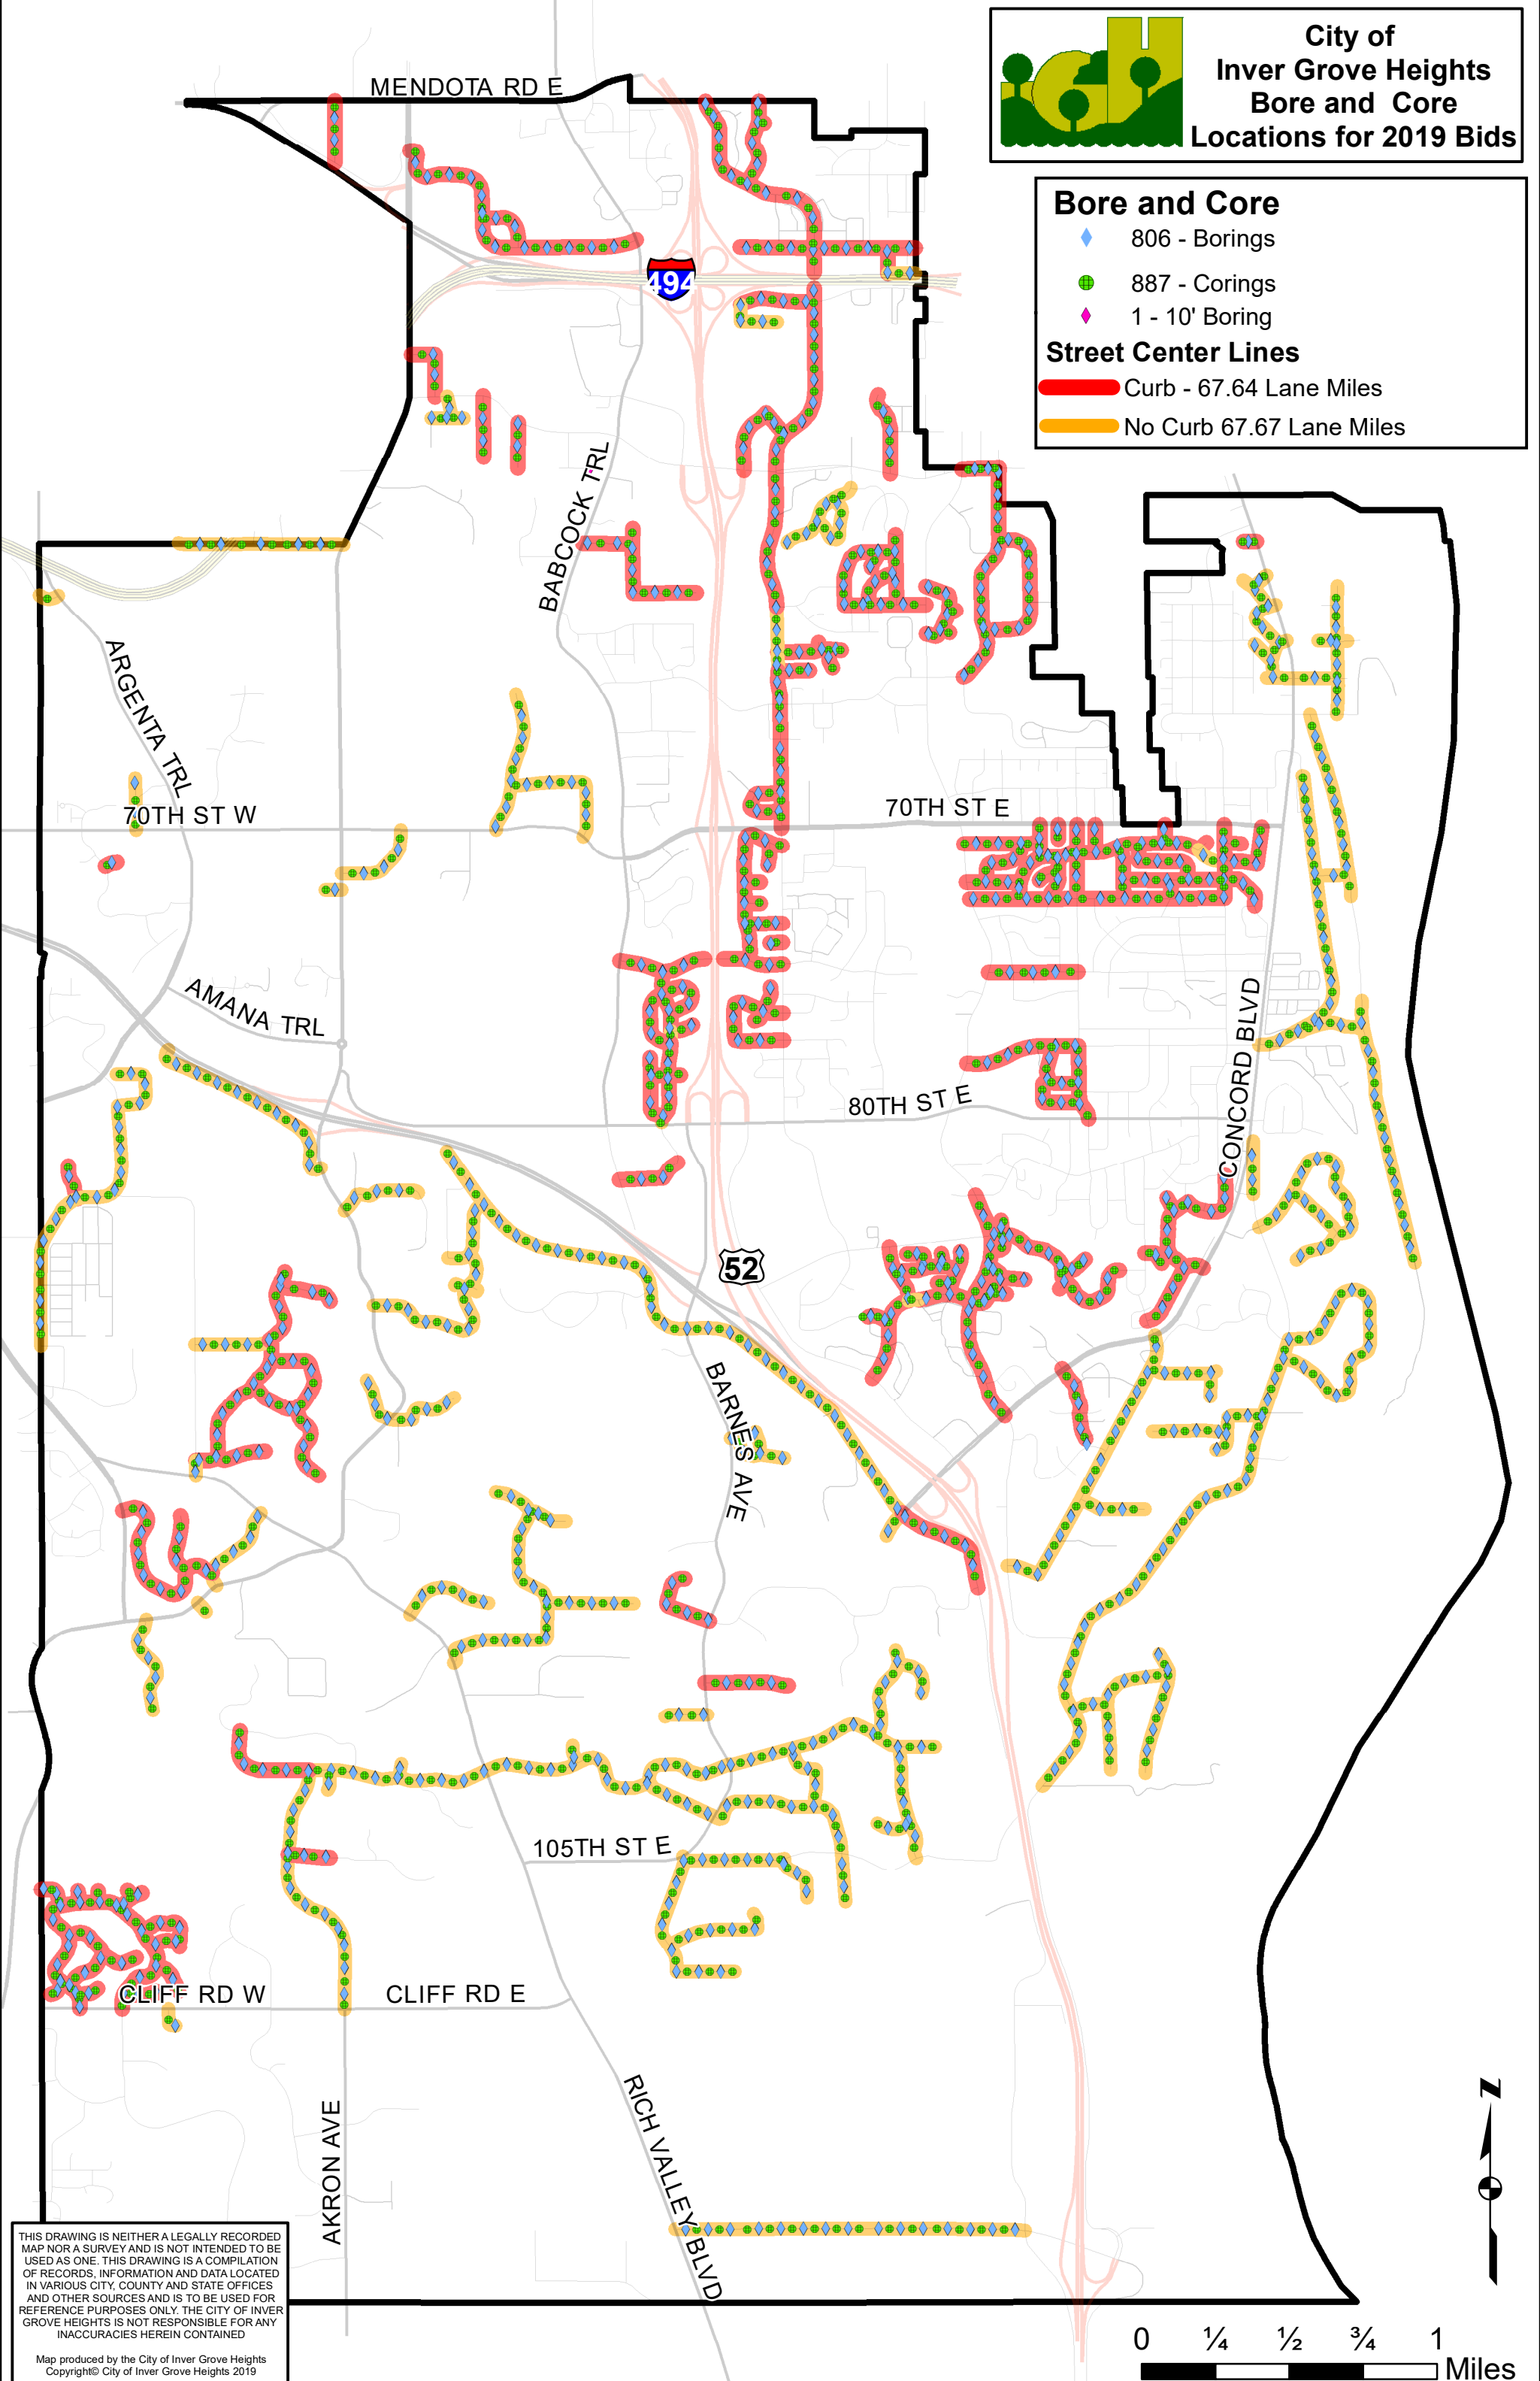 City of
Inver Grove Heights
Bore and Core
Locations for 2019 Bids
Bore and Core
806 - Borings
887 - Corings
1 - 10' Boring
Street Center Lines
Curb - 67.64 Lane Miles
No Curb 67.67 Lane Miles
MENDOTA RD E
494
BABCOCK TRL
ARGENTA TRL
70TH ST W
70TH ST E
AMANA TRL
CONCORD BLVD
80TH ST E
52
BARNES AVE
105TH ST E
CLIFF RD W
CLIFF RD E
AKRON AVE
RICH VALLEY BLVD
N
THIS DRAWING IS NEITHER A LEGALLY RECORDED
MAP NOR A SURVEY AND IS NOT INTENDED TO BE
USED AS ONE. THIS DRAWING IS A COMPILATION
OF RECORDS, INFORMATION AND DATA LOCATED
IN VARIOUS CITY, COUNTY AND STATE OFFICES
AND OTHER SOURCES AND IS TO BE USED FOR
REFERENCE PURPOSES ONLY. THE CITY OF INVER
GROVE HEIGHTS IS NOT RESPONSIBLE FOR ANY
INACCURACIES HEREIN CONTAINED
Map produced by the City of Inver Grove Heights
Copyright© City of Inver Grove Heights 2019
0 ¼ ½ ¾ 1
Miles